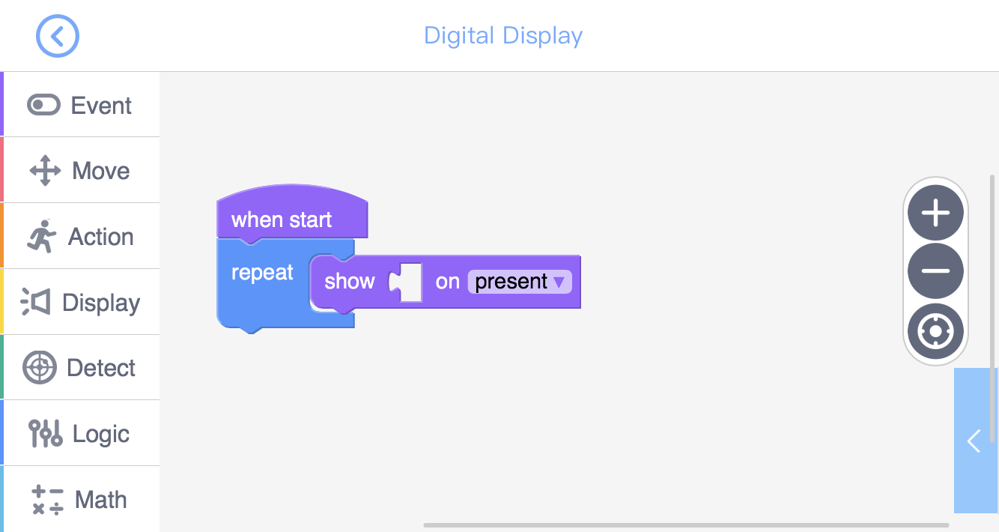 Digital Display
Event
Move
Action
Display
Detect
Logic
Math
when start
repeat
show on present